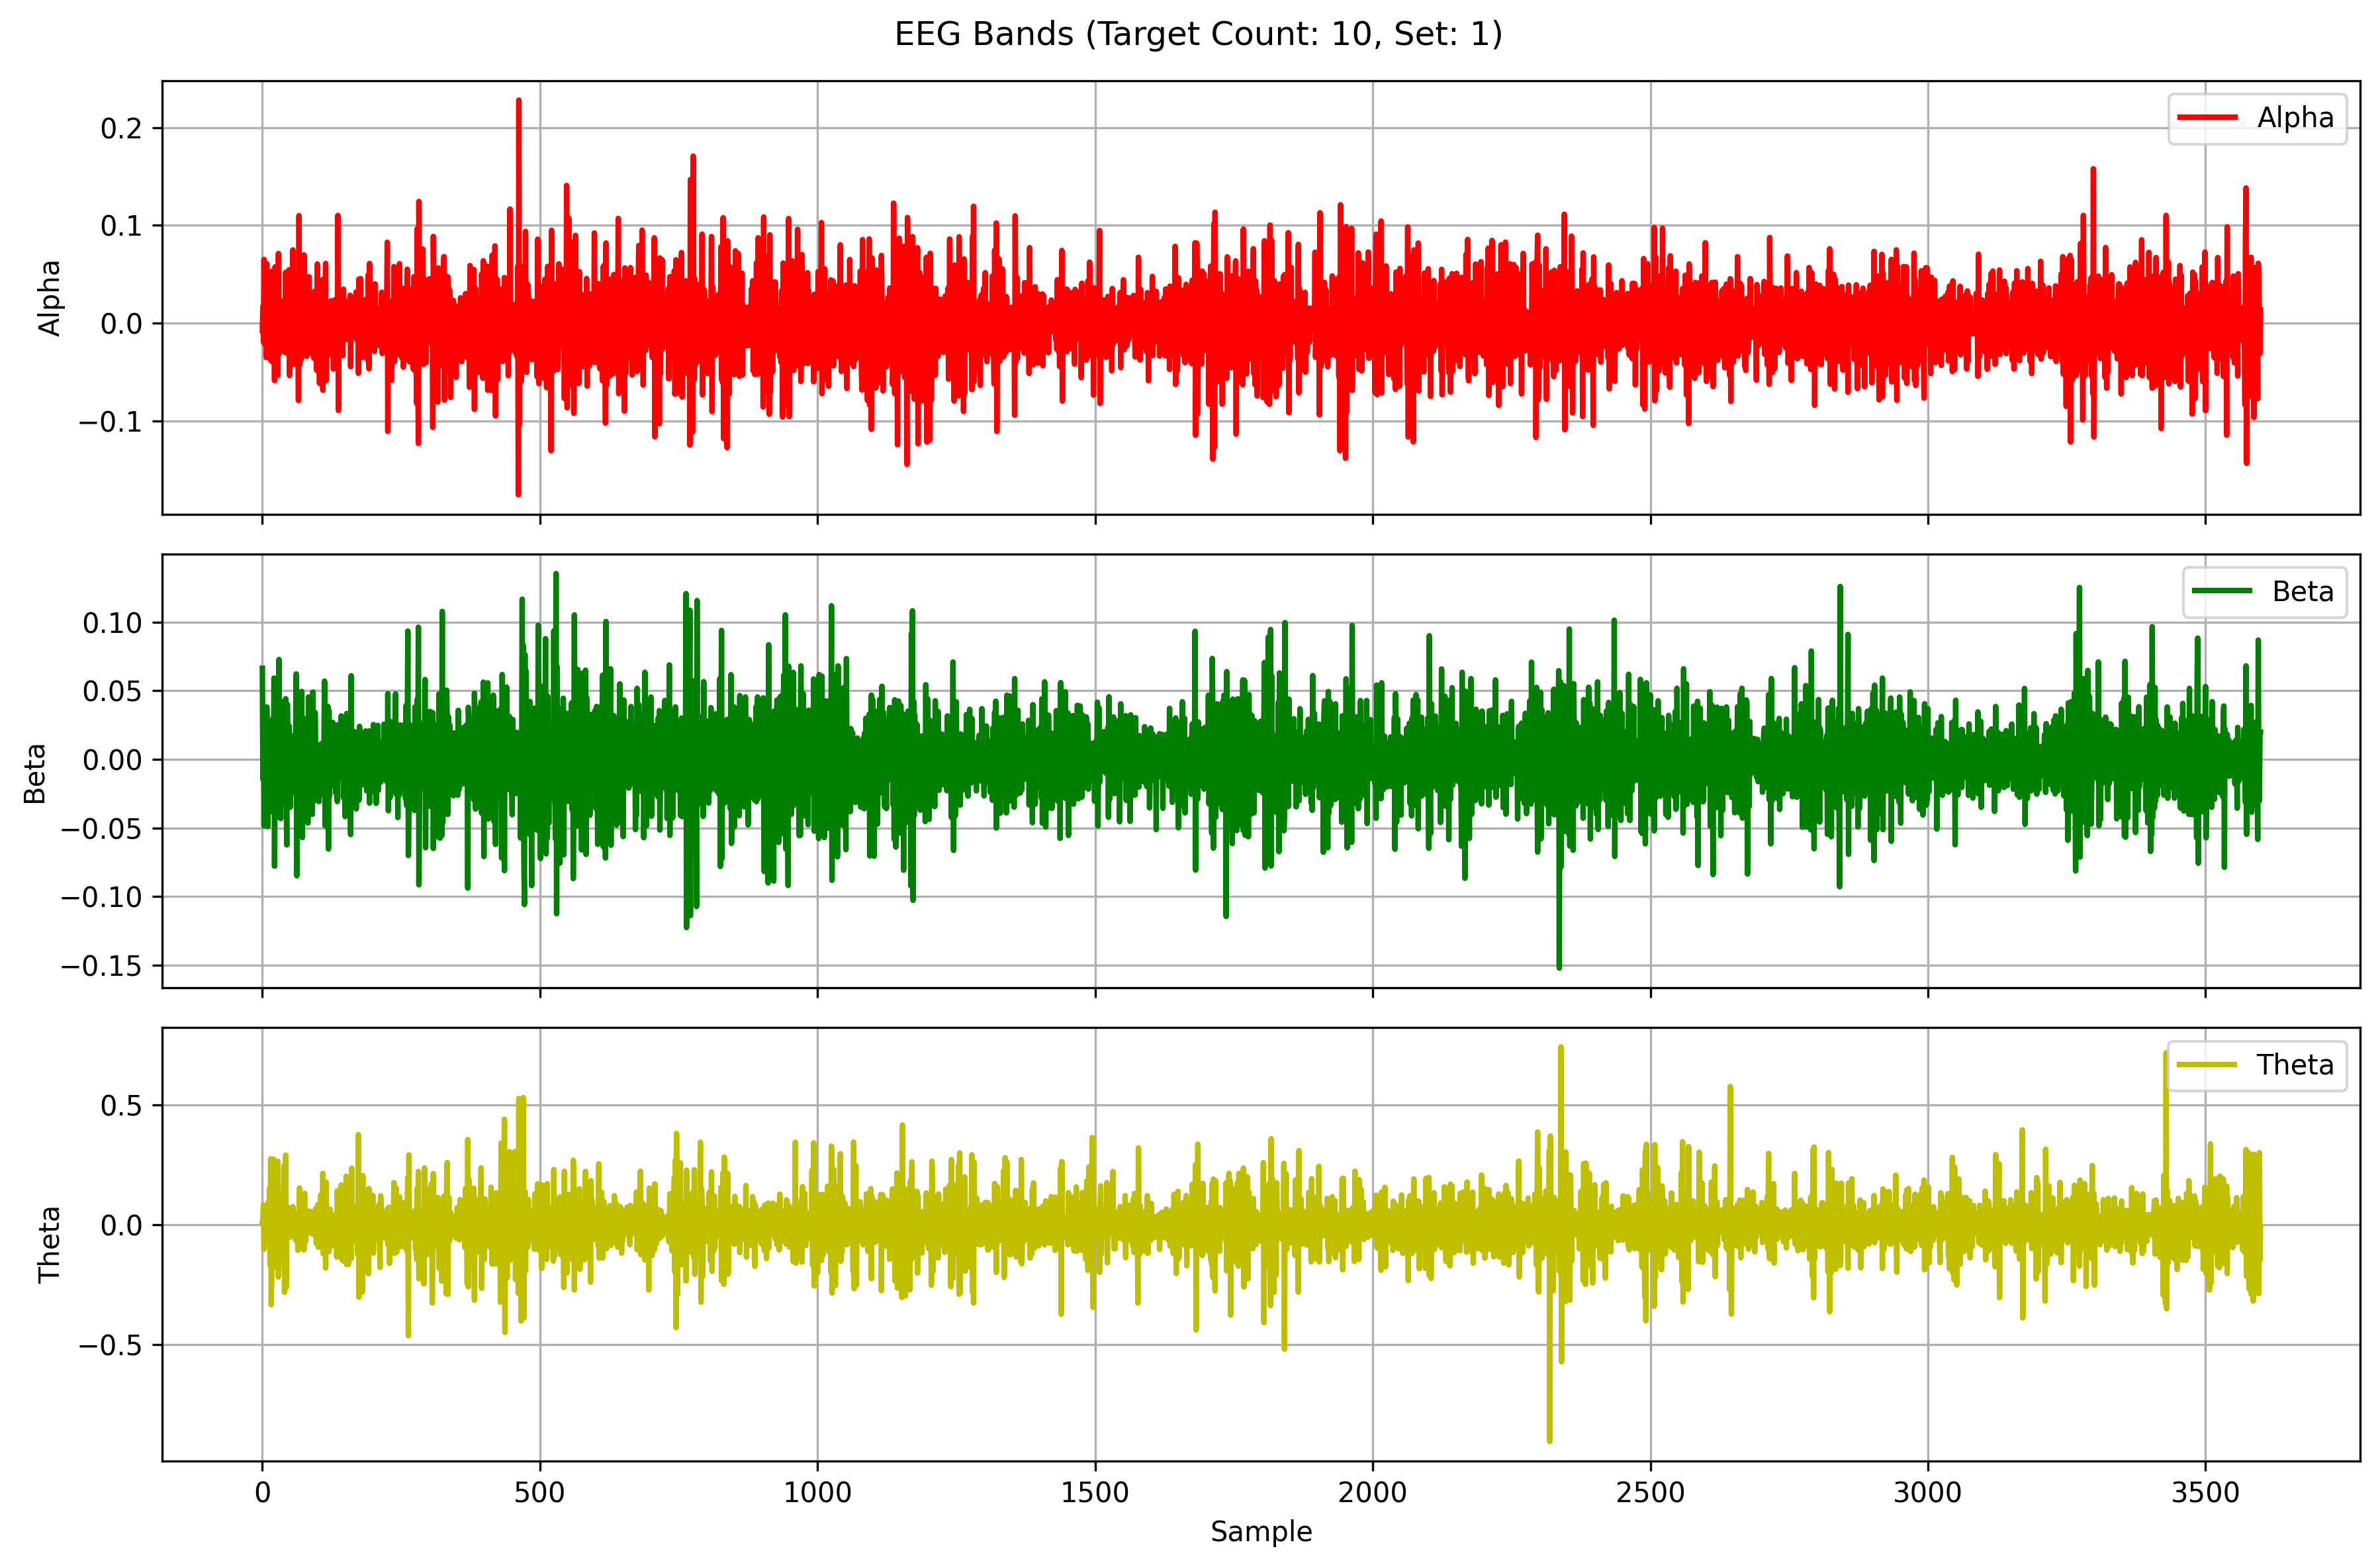 EEG Bands (Target Count: 10, Set: 1)
Alpha
0.2
0.1
0.0
−0.1
Alpha
Beta
0.10
0.05
0.00
−0.05
−0.10
−0.15
Beta
Theta
0.5
0.0
−0.5
Theta
0 500 1000 1500 2000 2500 3000 3500
Sample